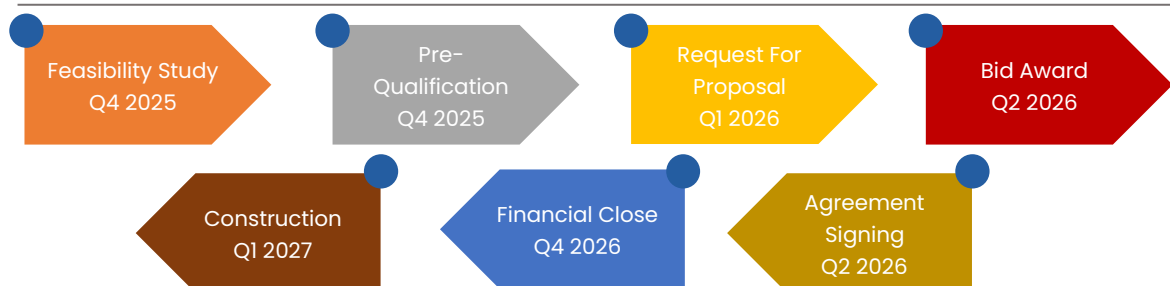 Feasibility Study
Q4 2025
Pre-
Qualification
Q4 2025
Request For
Proposal
Q1 2026
Bid Award
Q2 2026
Agreement
Signing
Q2 2026
Financial Close
Q4 2026
Construction
Q1 2027